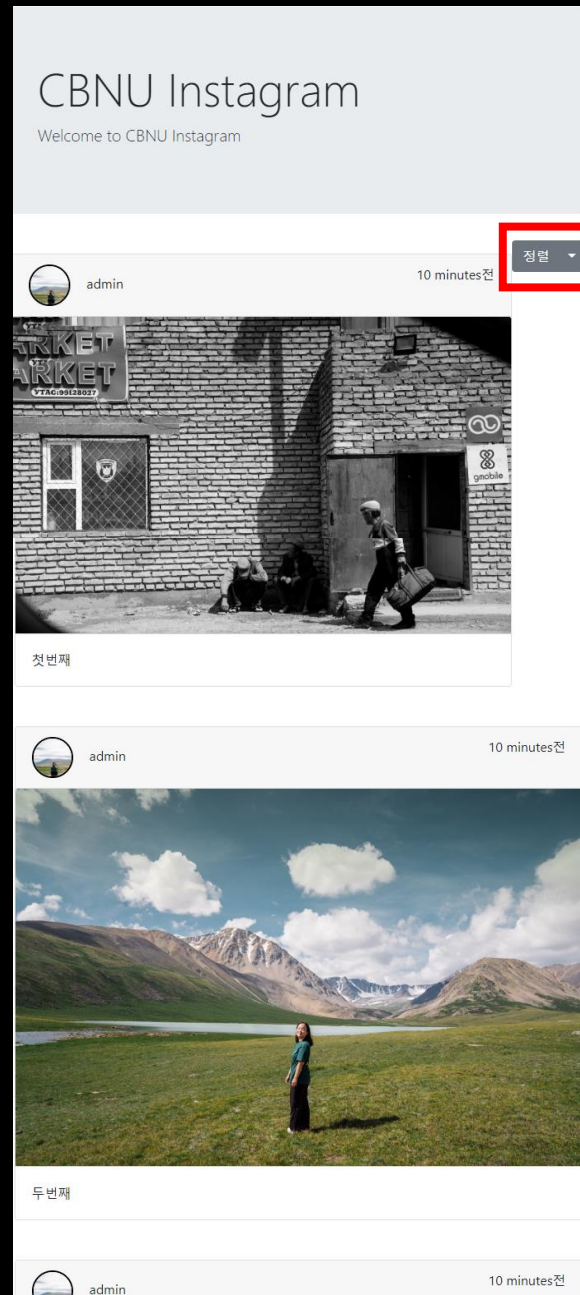 CBNU Instagram
Welcome to CBNU Instagram
정렬
admin
10 minutes전
ARKET
ARKET
YTAC:99128027
gmobile
첫번째
admin
10 minutes전
두번째
admin
10 minutes전